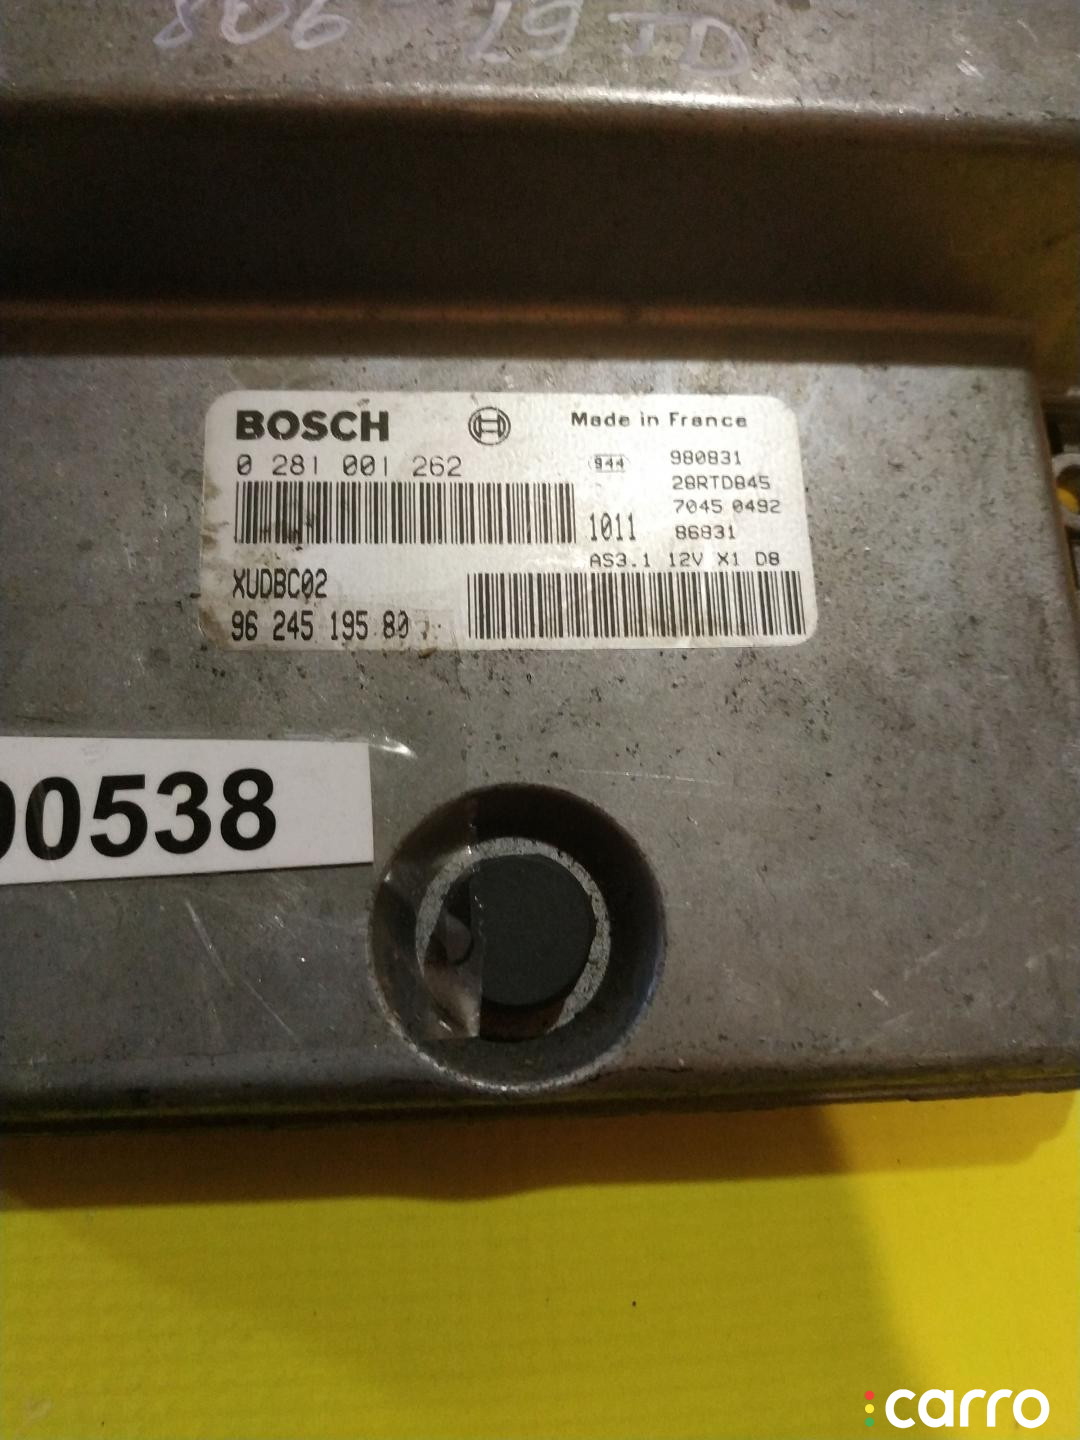 806 - 1.9 TD
BOSCH Made in France
0 281 001 262 944 980831
28RTD845
7045 0492
1011 86831
AS3.1 12V X1 D8
XUDBC02
96 245 195 80
00538
carro